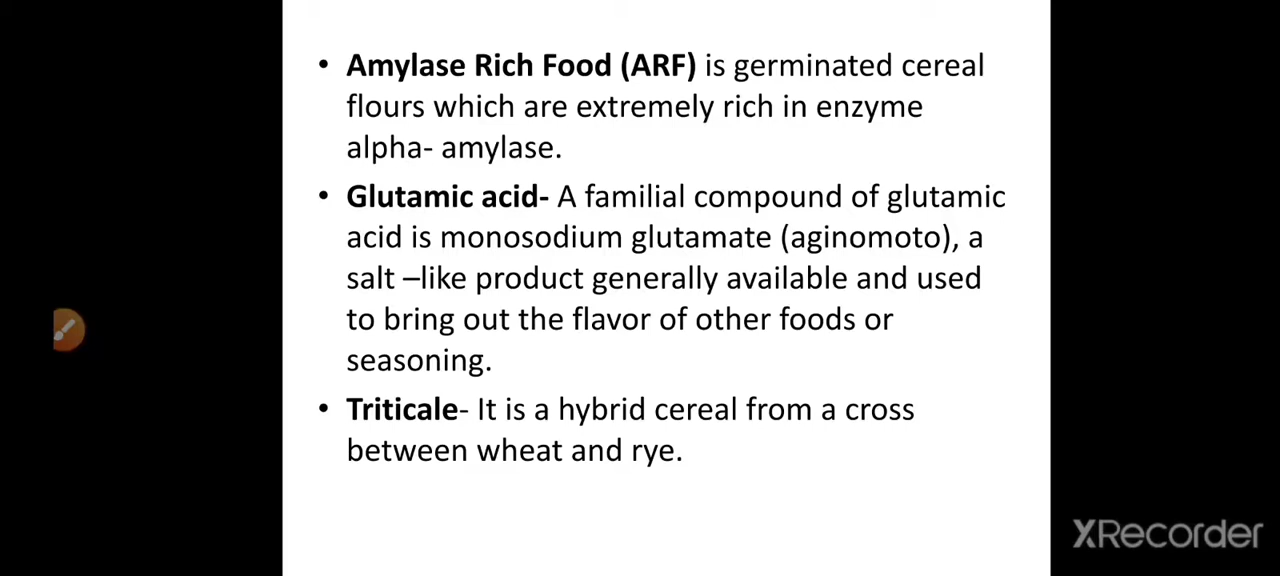 • Amylase Rich Food (ARF) is germinated cereal
flours which are extremely rich in enzyme
alpha- amylase.
• Glutamic acid- A familial compound of glutamic
acid is monosodium glutamate (aginomoto), a
salt –like product generally available and used
to bring out the flavor of other foods or
seasoning.
• Triticale- It is a hybrid cereal from a cross
between wheat and rye.
XRecorder